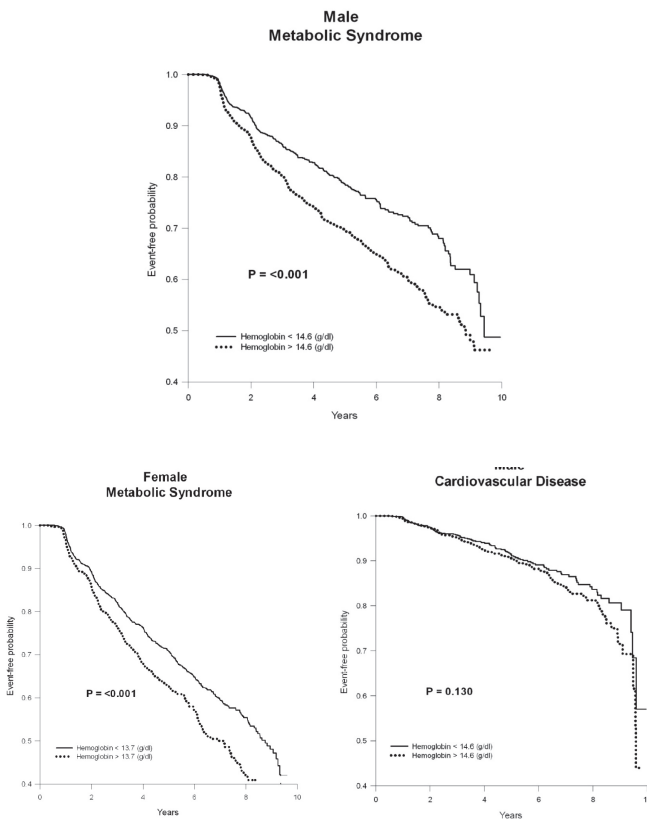 Male
Metabolic Syndrome
1.0
0.9
0.8
0.7
0.6
0.5
0.4
Event-free probability
P = <0.001
Hemoglobin < 14.6 (g/dl)
Hemoglobin > 14.6 (g/dl)
0 2 4 6 8 10
Years
Female
Metabolic Syndrome
1.0
0.9
0.8
0.7
0.6
0.5
0.4
Event-free probability
P = <0.001
Hemoglobin < 13.7 (g/dl)
Hemoglobin > 13.7 (g/dl)
0 2 4 6 8 10
Years
Cardiovascular Disease
1.0
0.9
0.8
0.7
0.6
0.5
0.4
Event-free probability
P = 0.130
Hemoglobin < 14.6 (g/dl)
Hemoglobin > 14.6 (g/dl)
0 2 4 6 8
Years